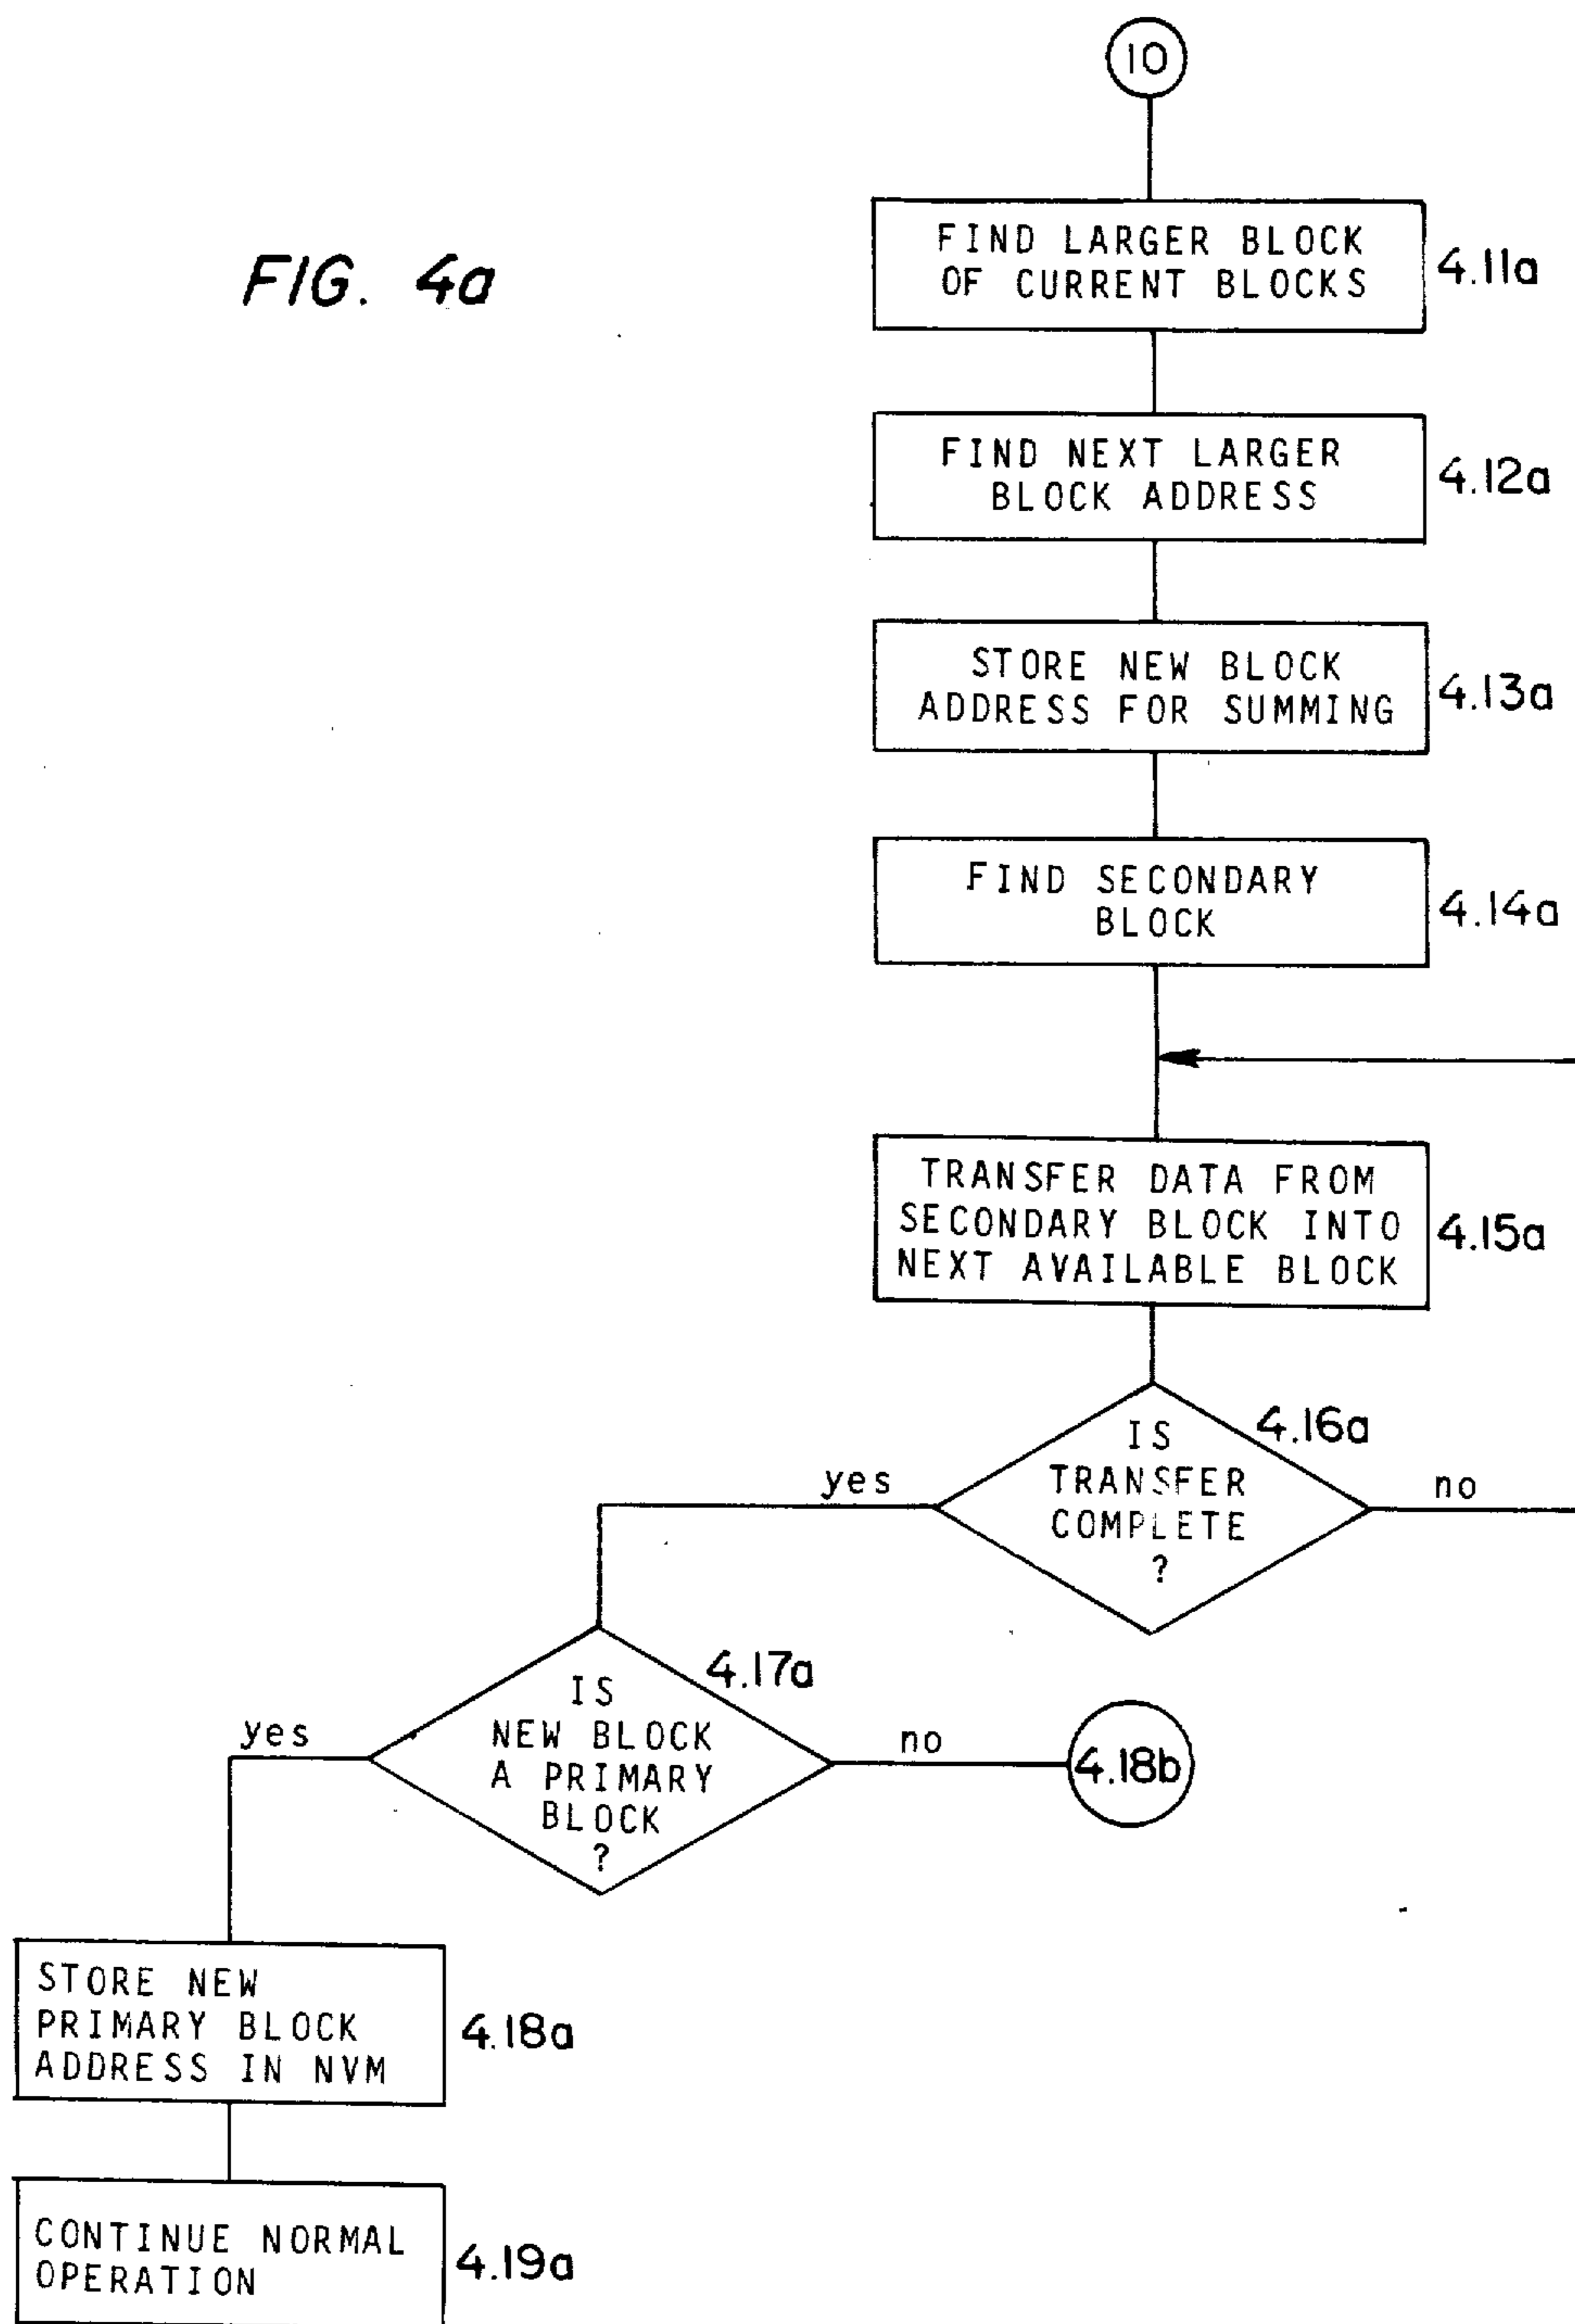 10
FIG. 4a
FIND LARGER BLOCK
OF CURRENT BLOCKS
4.11a
FIND NEXT LARGER
BLOCK ADDRESS
4.12a
STORE NEW BLOCK
ADDRESS FOR SUMMING
4.13a
FIND SECONDARY
BLOCK
4.14a
TRANSFER DATA FROM
SECONDARY BLOCK INTO
NEXT AVAILABLE BLOCK
4.15a
IS
TRANSFER
COMPLETE
?
4.16a
yes
no
IS
NEW BLOCK
A PRIMARY
BLOCK
?
4.17a
yes
no
4.18b
STORE NEW
PRIMARY BLOCK
ADDRESS IN NVM
4.18a
CONTINUE NORMAL
OPERATION
4.19a